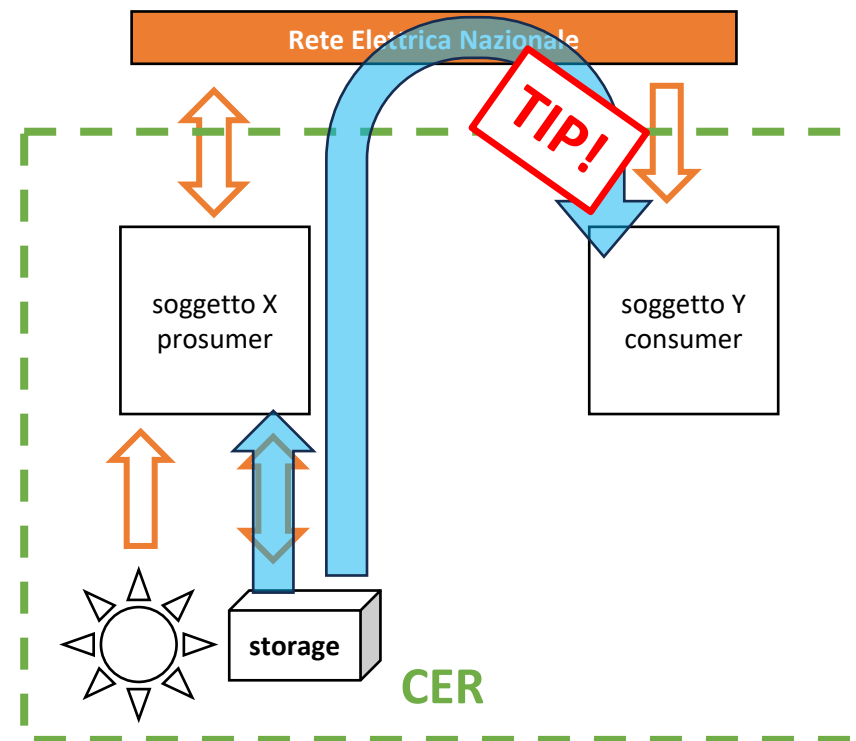 Rete Elettrica Nazionale
TIP!
soggetto X
prosumer
soggetto Y
consumer
storage
CER